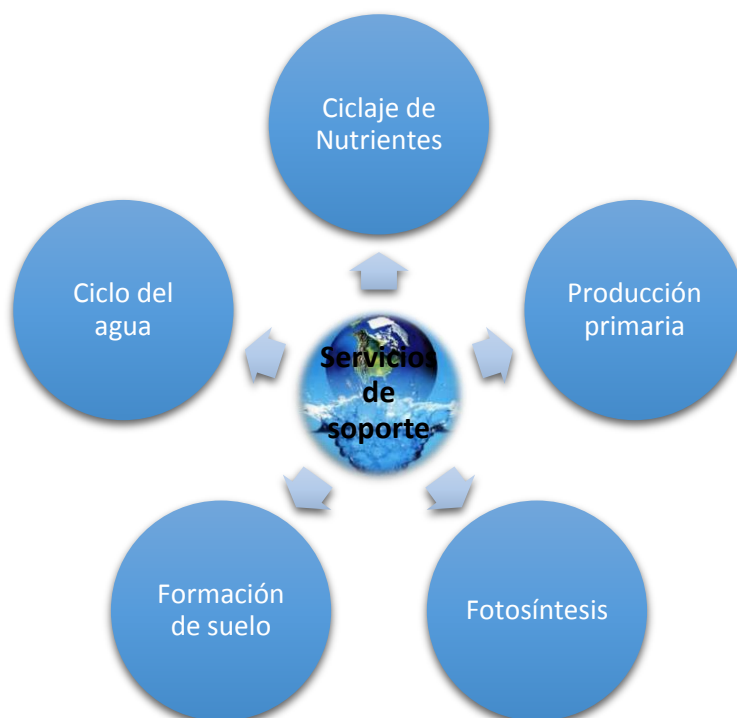 Ciclaje de
Nutrientes
Ciclo del
agua
Producción
primaria
Servicios
de
soporte
Formación
de suelo
Fotosíntesis